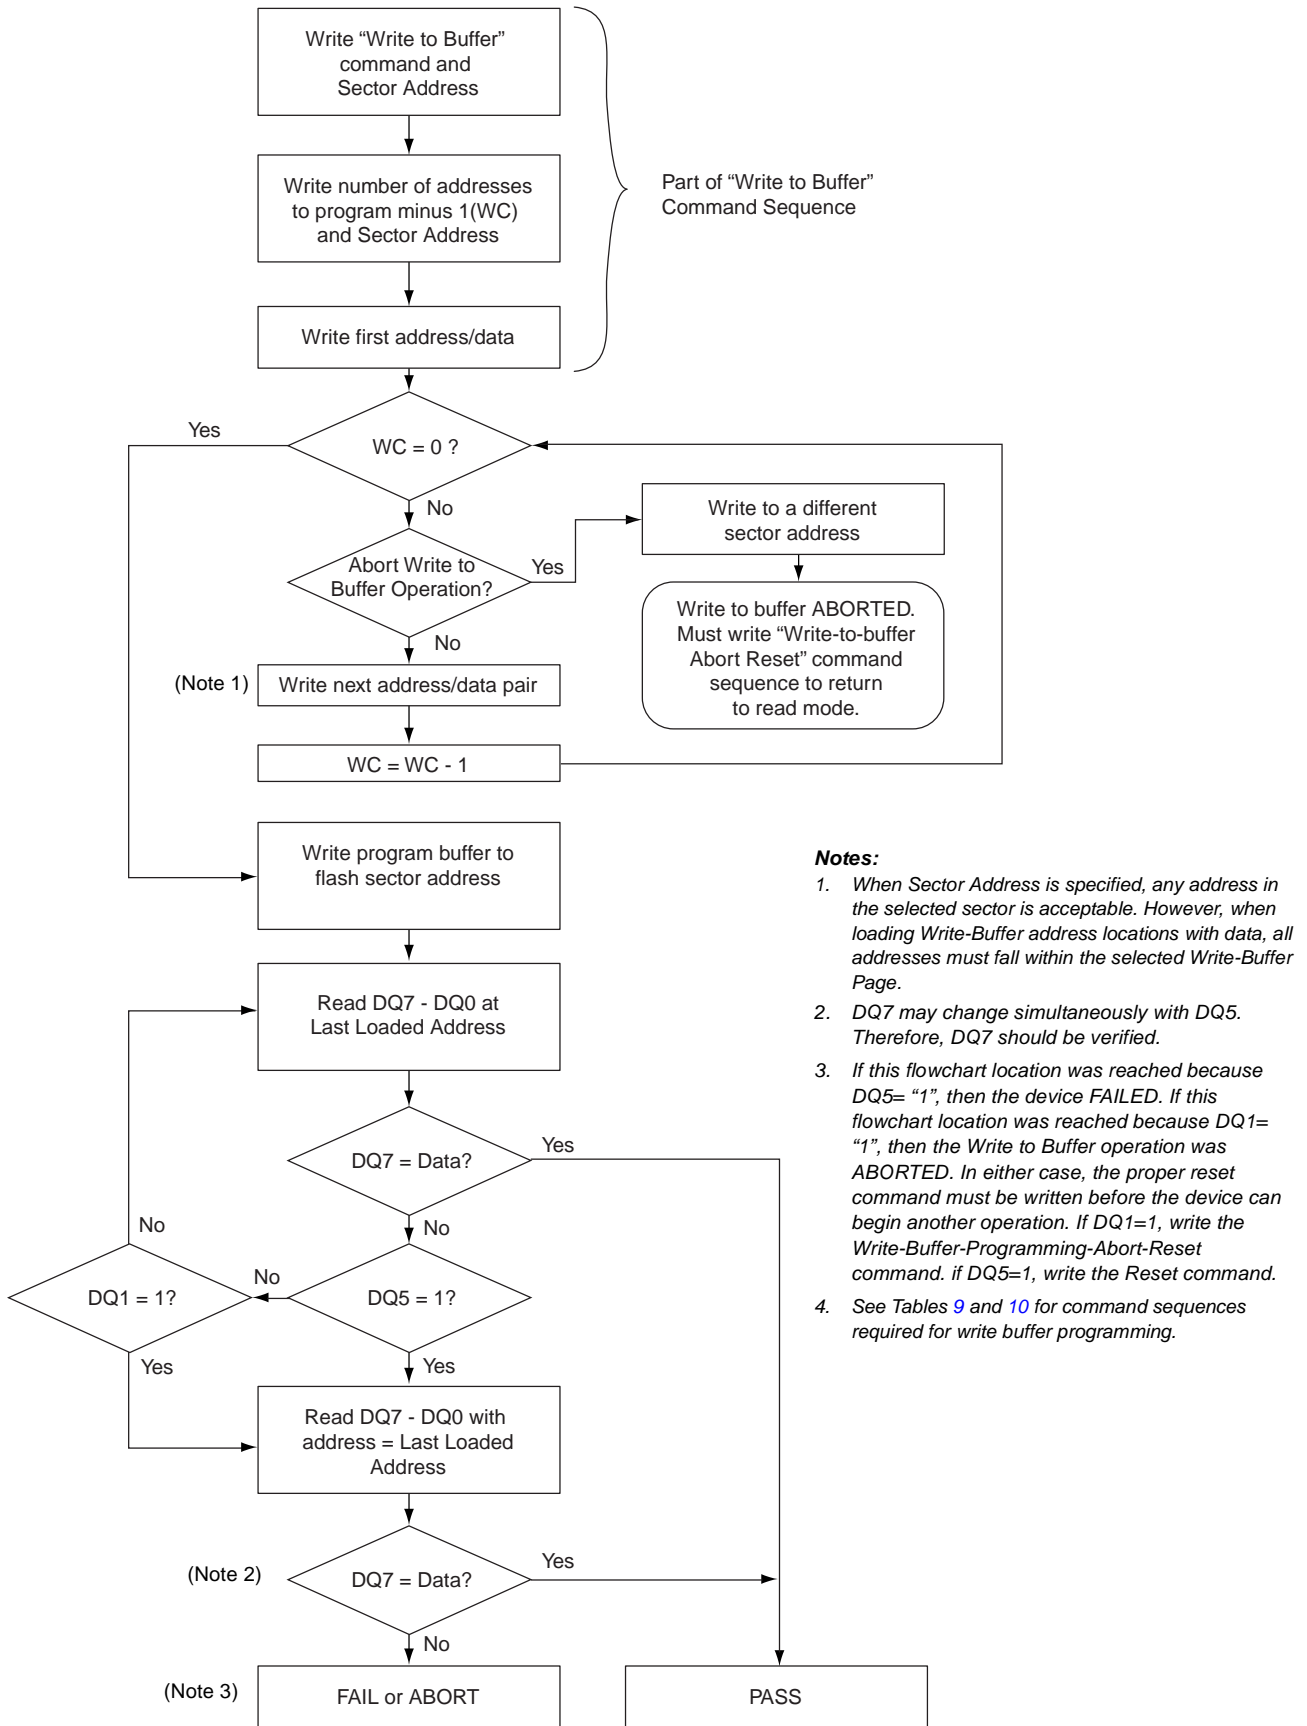 Write “Write to Buffer”
command and
Sector Address
Write number of addresses
to program minus 1(WC)
and Sector Address
Part of “Write to Buffer”
Command Sequence
Write first address/data
Yes
WC = 0 ?
No
Write to a different
sector address
Abort Write to
Buffer Operation?
Yes
Write to buffer ABORTED.
Must write “Write-to-buffer
Abort Reset” command
sequence to return
to read mode.
No
(Note 1)
Write next address/data pair
WC = WC - 1
Write program buffer to
flash sector address
Read DQ7 - DQ0 at
Last Loaded Address
DQ7 = Data?
Yes
No
No
DQ1 = 1?
No
DQ5 = 1?
Yes
Yes
Read DQ7 - DQ0 with
address = Last Loaded
Address
(Note 2)
DQ7 = Data?
Yes
No
(Note 3)
FAIL or ABORT
PASS
Notes:
1. When Sector Address is specified, any address in
the selected sector is acceptable. However, when
loading Write-Buffer address locations with data, all
addresses must fall within the selected Write-Buffer
Page.
2. DQ7 may change simultaneously with DQ5.
Therefore, DQ7 should be verified.
3. If this flowchart location was reached because
DQ5= “1”, then the device FAILED. If this
flowchart location was reached because DQ1=
“1”, then the Write to Buffer operation was
ABORTED. In either case, the proper reset
command must be written before the device can
begin another operation. If DQ1=1, write the
Write-Buffer-Programming-Abort-Reset
command. if DQ5=1, write the Reset command.
4. See Tables 9 and 10 for command sequences
required for write buffer programming.